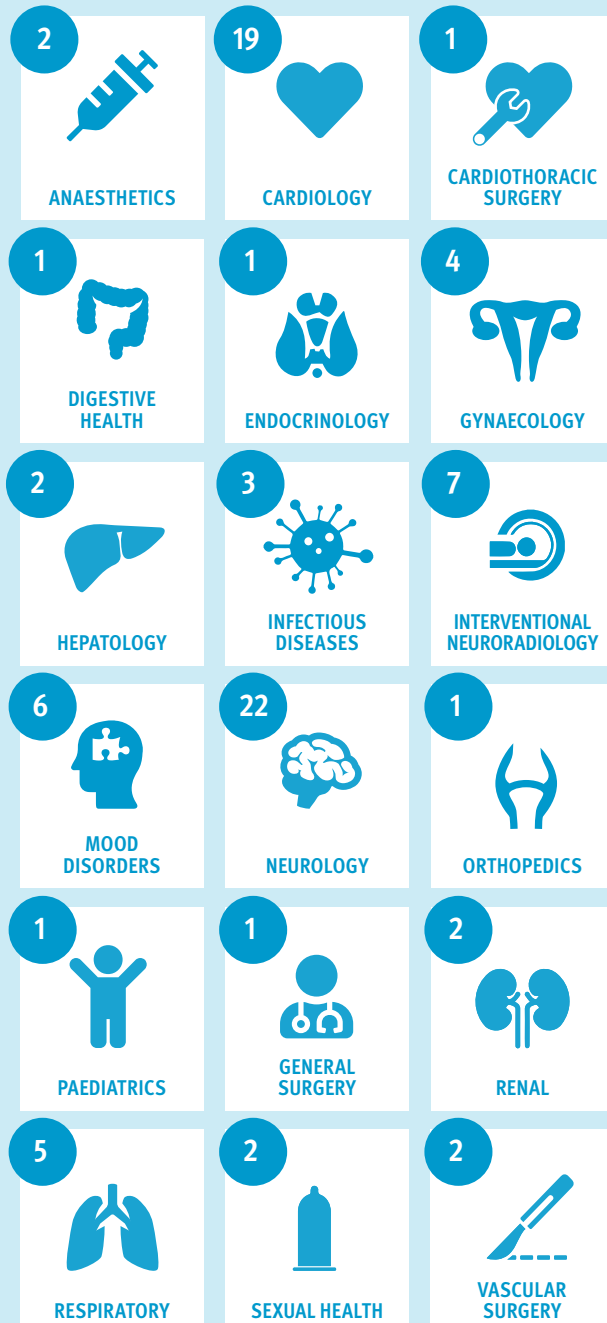 2
ANAESTHETICS
19
CARDIOLOGY
1
CARDIOTHORACIC
SURGERY
1
DIGESTIVE
HEALTH
1
ENDOCRINOLOGY
4
GYNAECOLOGY
2
HEPATOLOGY
3
INFECTIOUS
DISEASES
7
INTERVENTIONAL
NEURORADIOLOGY
6
MOOD
DISORDERS
22
NEUROLOGY
1
ORTHOPEDICS
1
PAEDIATRICS
1
GENERAL
SURGERY
2
RENAL
5
RESPIRATORY
2
SEXUAL HEALTH
2
VASCULAR
SURGERY